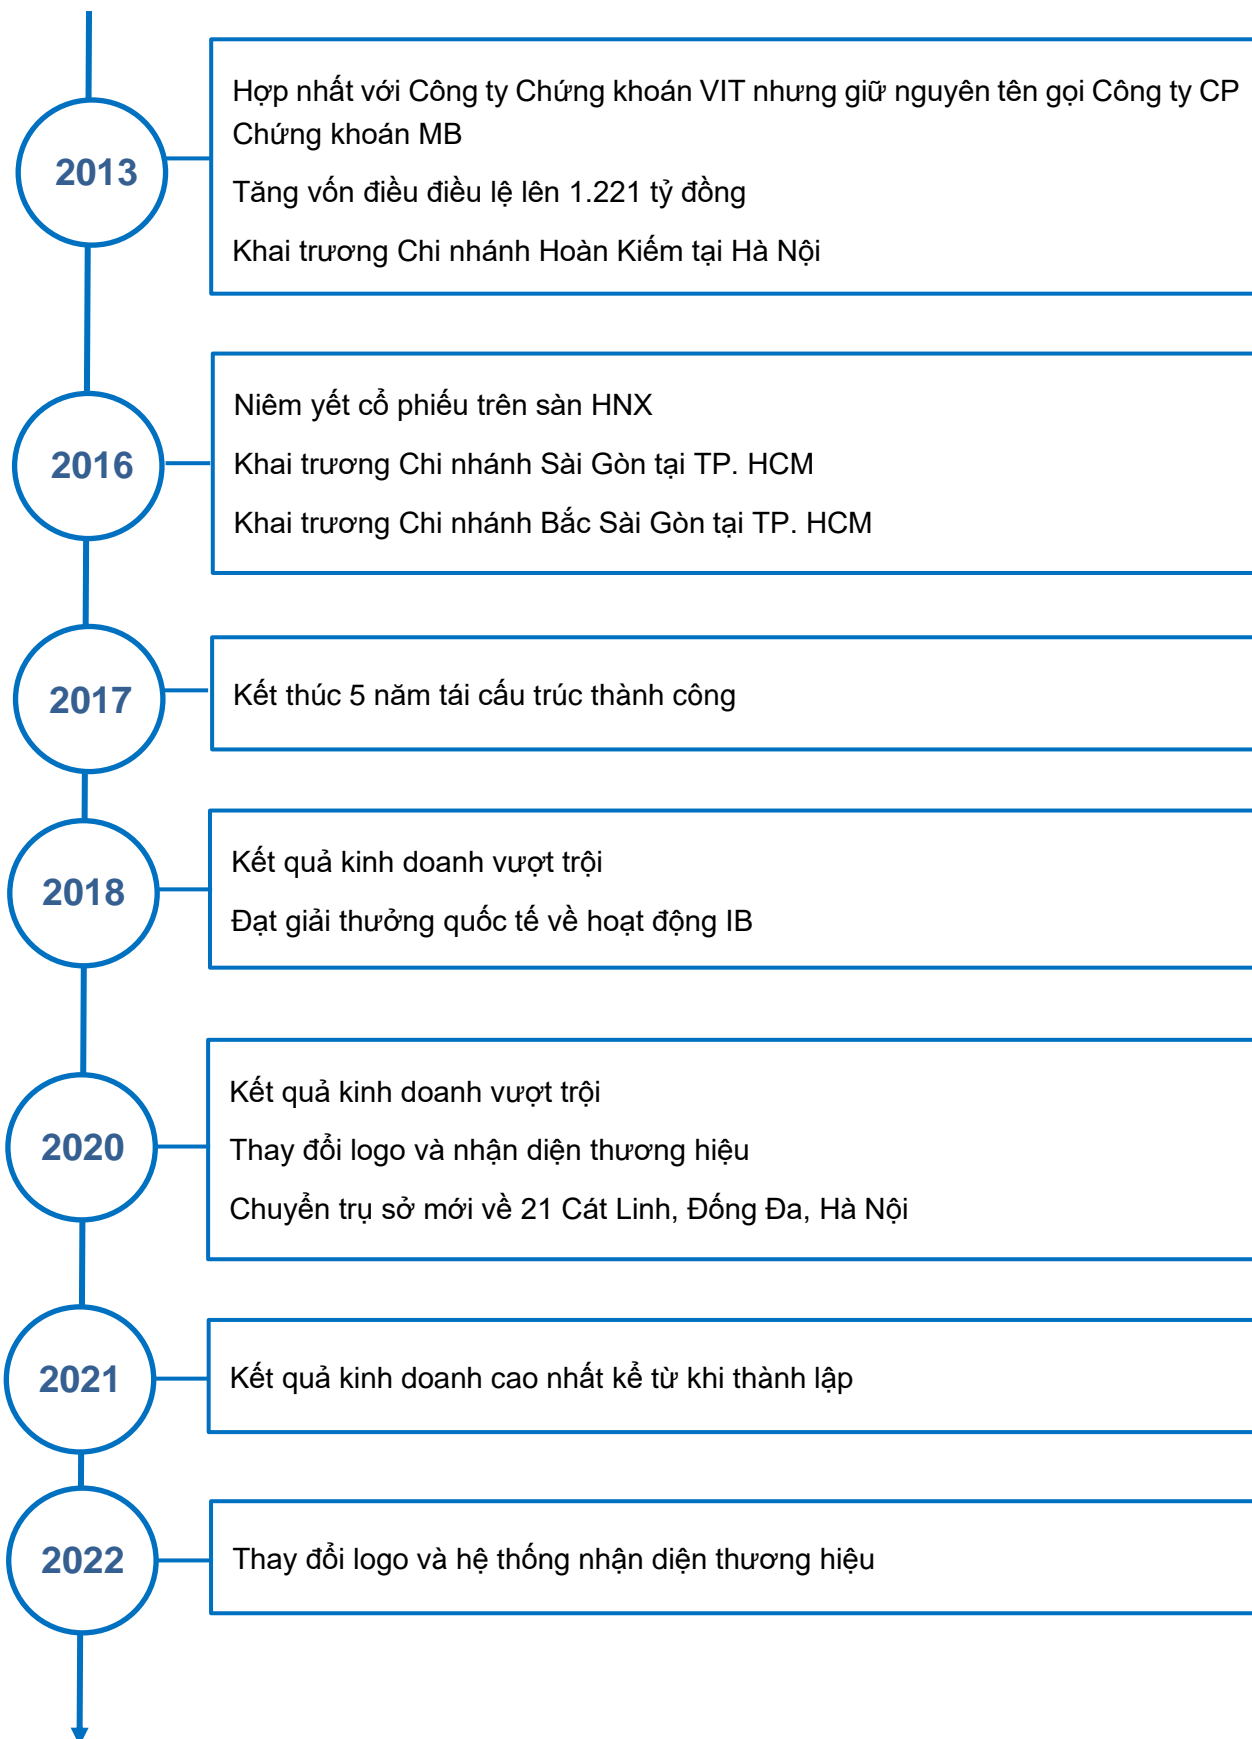 2013
Hợp nhất với Công ty Chứng khoán VIT nhưng giữ nguyên tên gọi Công ty CP
Chứng khoán MB
Tăng vốn điều điều lệ lên 1.221 tỷ đồng
Khai trương Chi nhánh Hoàn Kiếm tại Hà Nội
2016
Niêm yết cổ phiếu trên sàn HNX
Khai trương Chi nhánh Sài Gòn tại TP. HCM
Khai trương Chi nhánh Bắc Sài Gòn tại TP. HCM
2017
Kết thúc 5 năm tái cấu trúc thành công
2018
Kết quả kinh doanh vượt trội
Đạt giải thưởng quốc tế về hoạt động IB
2020
Kết quả kinh doanh vượt trội
Thay đổi logo và nhận diện thương hiệu
Chuyển trụ sở mới về 21 Cát Linh, Đống Đa, Hà Nội
2021
Kết quả kinh doanh cao nhất kể từ khi thành lập
2022
Thay đổi logo và hệ thống nhận diện thương hiệu